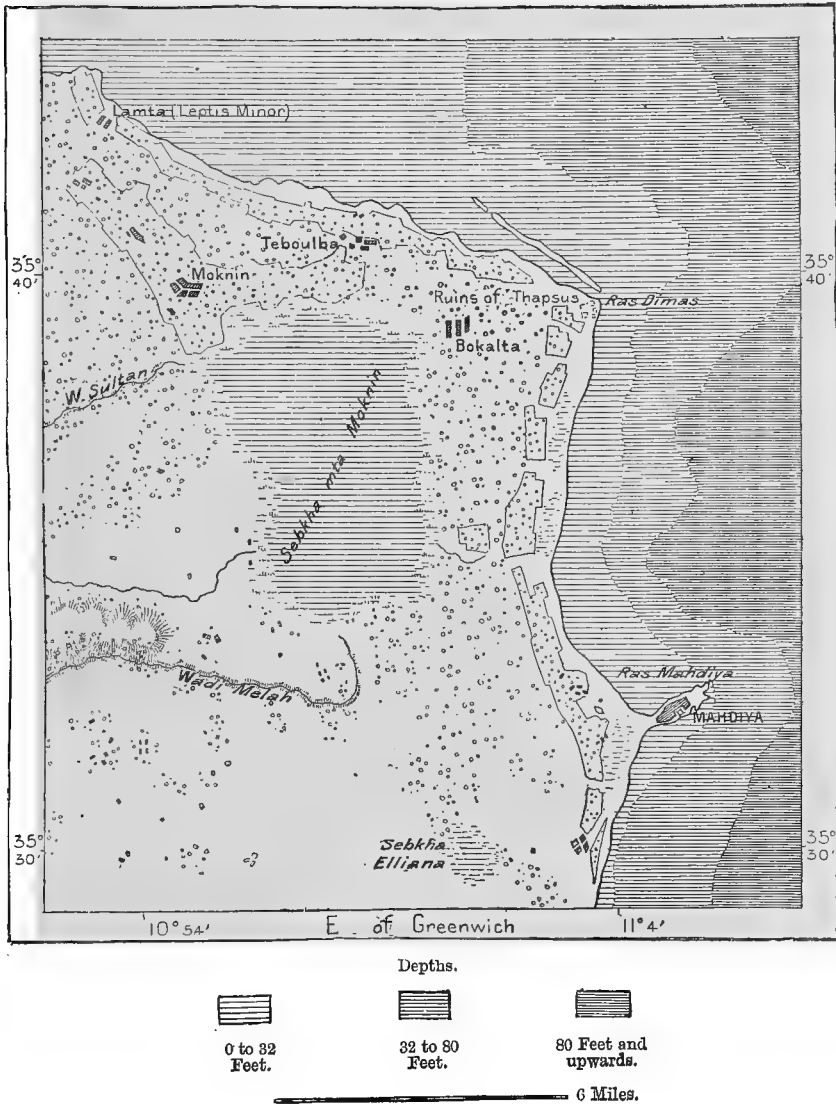 Lamta (Leptis Minor)
Teboulba
35°
40'
35°
40'
Moknin
Ruins of Thapsus
Ras Dimas
Bokalta
W. Sultan
Sebkha mta Moknin
Ras Mahdiya
Wadi Melah
MAHDIYA
35°
30'
35°
30'
Sebkha
Elliana
10°54'
E. of Greenwich
11°4'
Depths.
0 to 32
Feet.
32 to 80
Feet.
80 Feet and
upwards.
6 Miles.